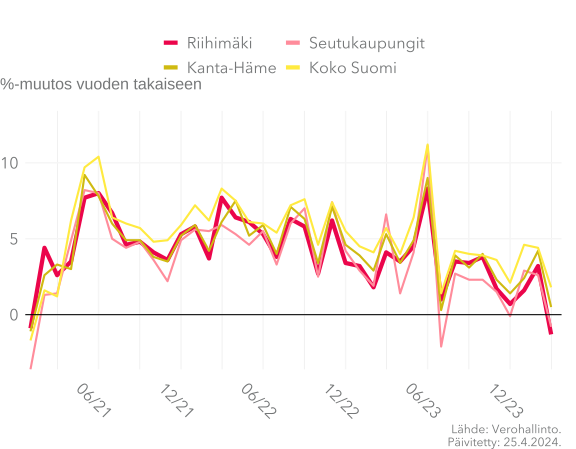 Riihimäki
Seutukaupungit
Kanta-Häme
Koko Suomi
%-muutos vuoden takaiseen
10
5
0
06/21
12/21
06/22
12/22
06/23
12/23
Lähde: Verohallinto.
Päivitetty: 25.4.2024.